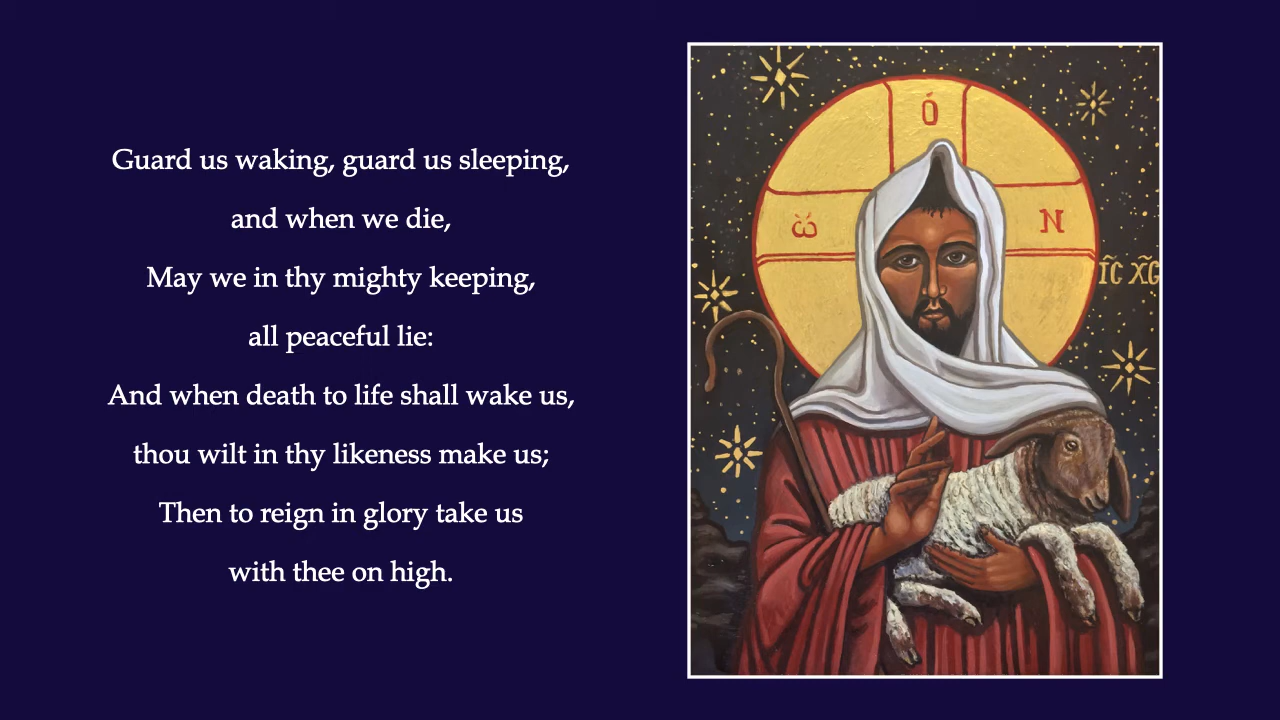 Guard us waking, guard us sleeping,
and when we die,
May we in thy mighty keeping,
all peaceful lie:
And when death to life shall wake us,
thou wilt in thy likeness make us;
Then to reign in glory take us
with thee on high.
ὁ
ὤ Ν
ΙC XC